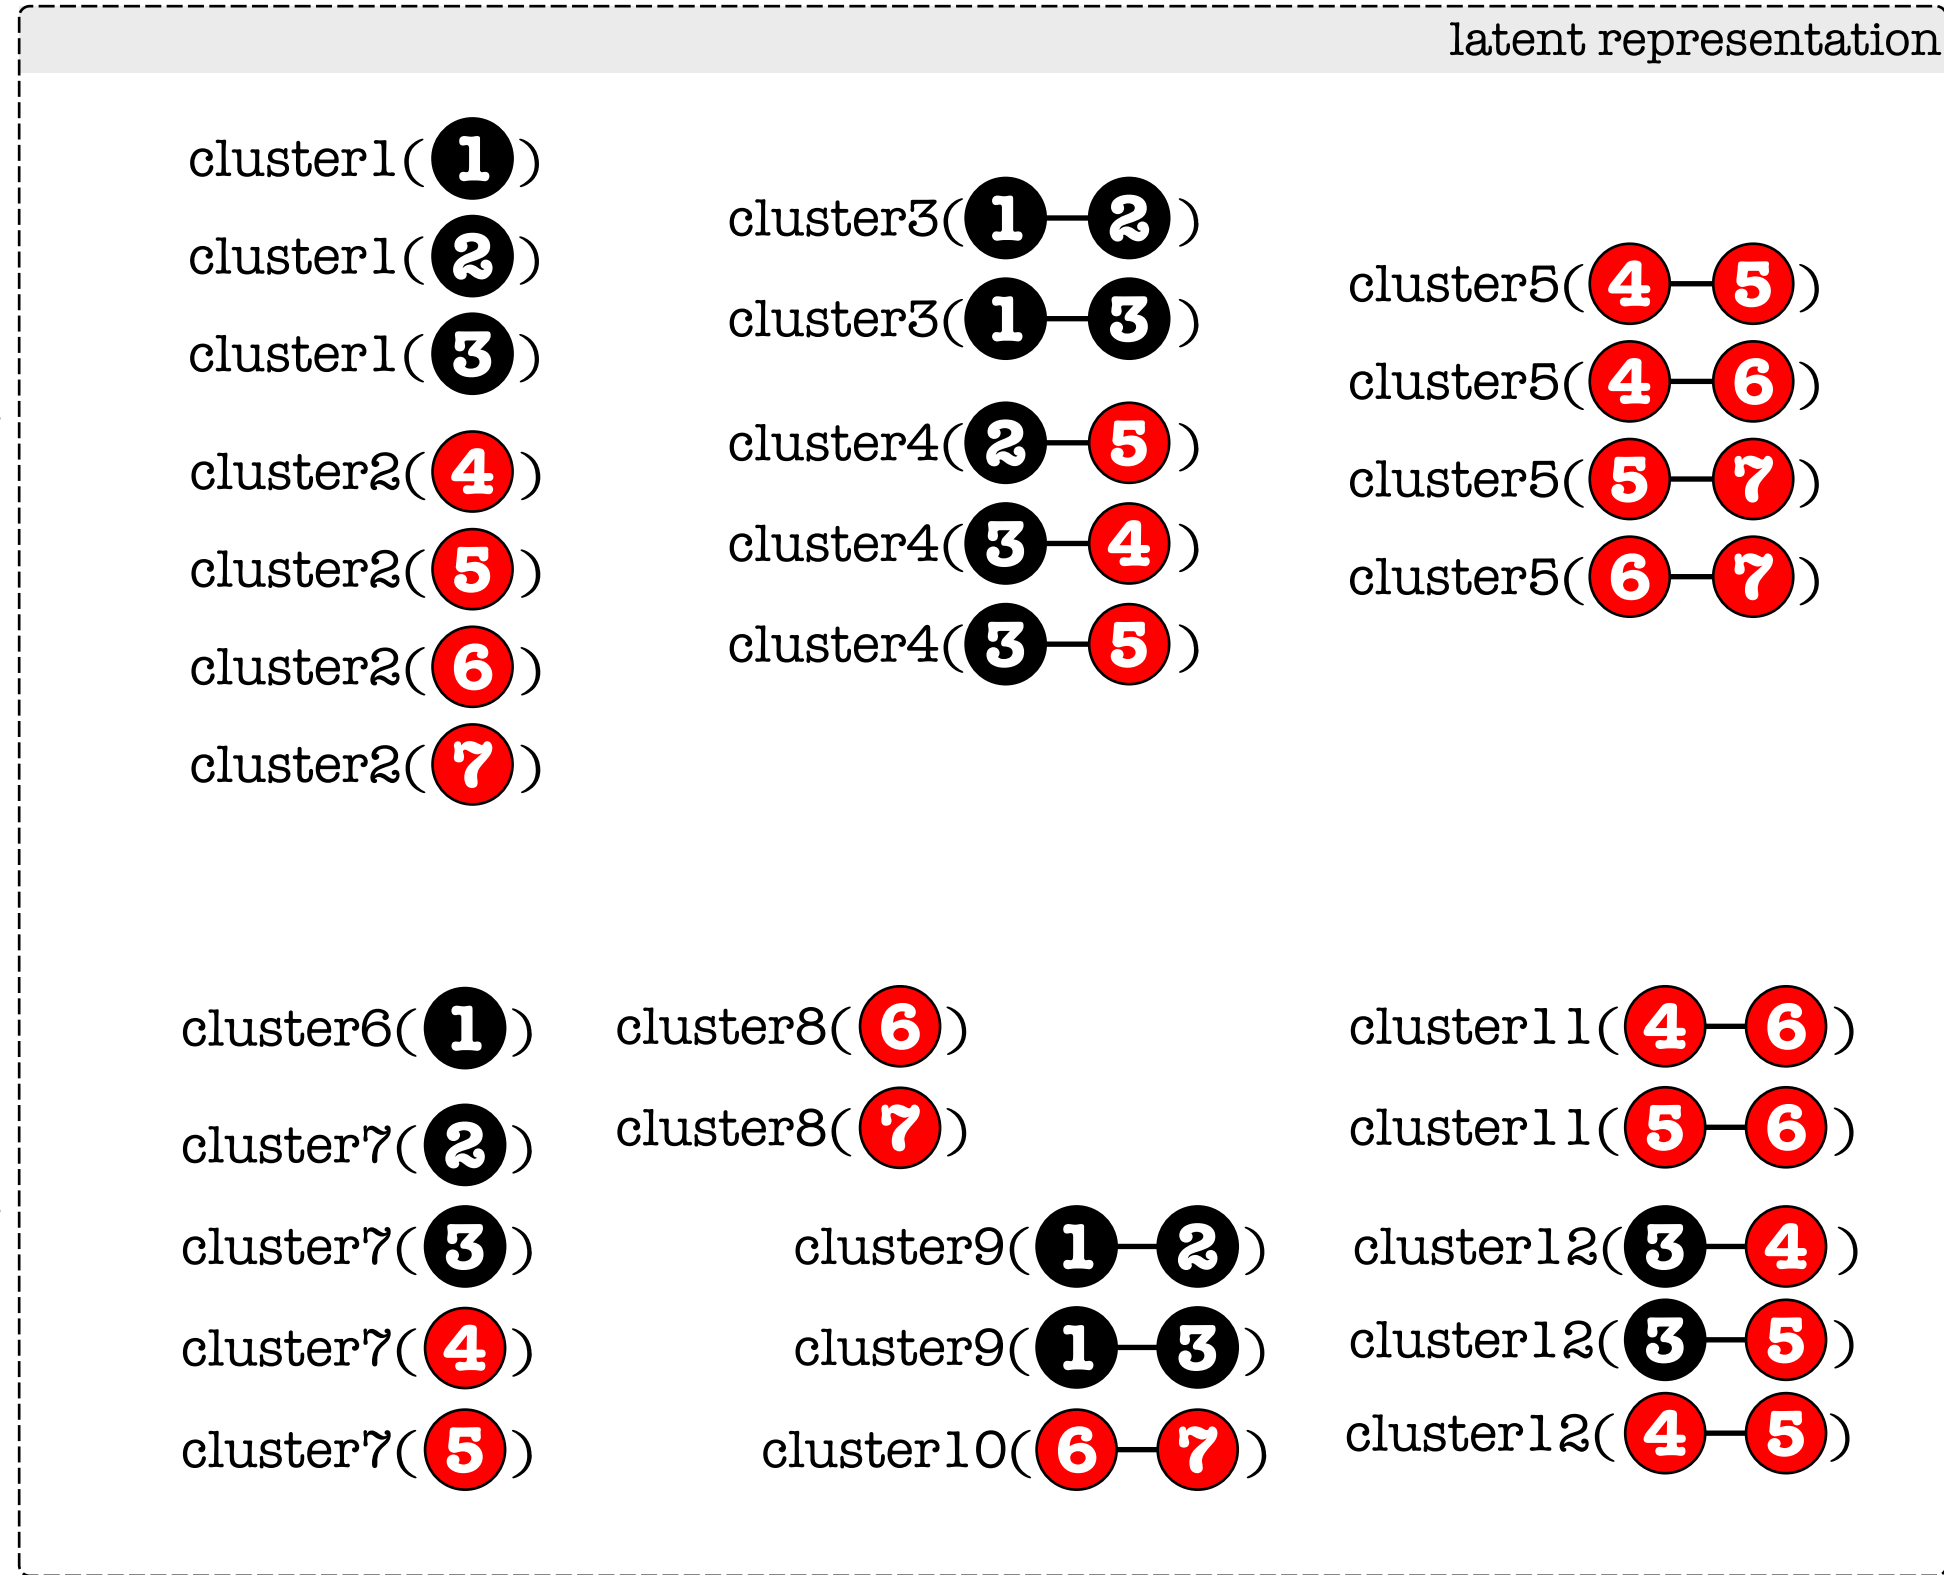 latent representation
cluster1(1)
cluster1(2)
cluster1(3)
cluster2(4)
cluster2(5)
cluster2(6)
cluster2(7)
cluster3(1-2)
cluster3(1-3)
cluster4(2-5)
cluster4(3-4)
cluster4(3-5)
cluster5(4-5)
cluster5(4-6)
cluster5(5-7)
cluster5(6-7)
cluster6(1)
cluster7(2)
cluster7(3)
cluster7(4)
cluster7(5)
cluster8(6)
cluster8(7)
cluster9(1-2)
cluster9(1-3)
cluster10(6-7)
cluster11(4-6)
cluster11(5-6)
cluster12(3-4)
cluster12(3-5)
cluster12(4-5)